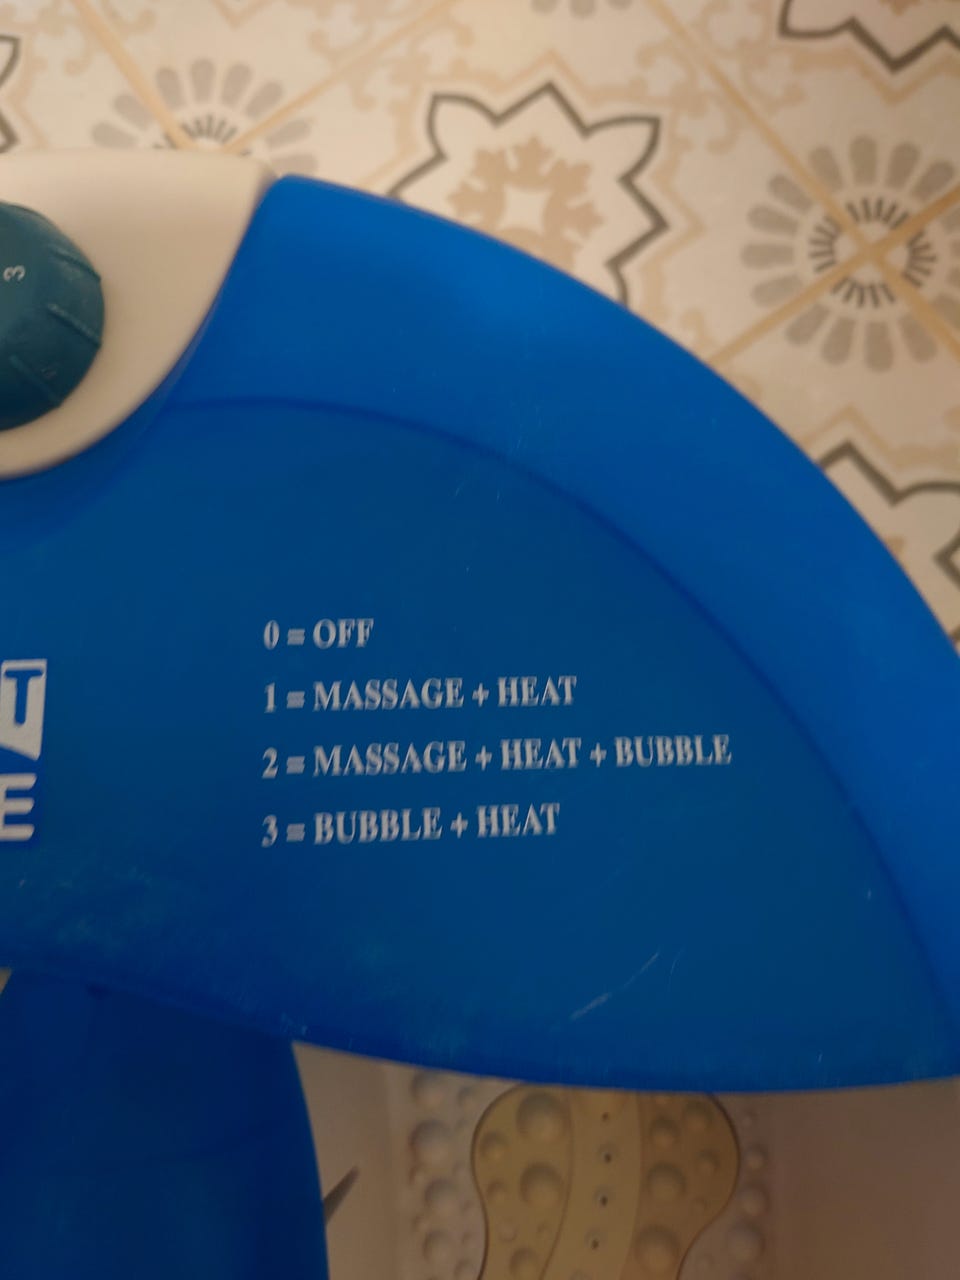 3
T
E
0 = OFF
1 = MASSAGE + HEAT
2 = MASSAGE + HEAT + BUBBLE
3 = BUBBLE + HEAT